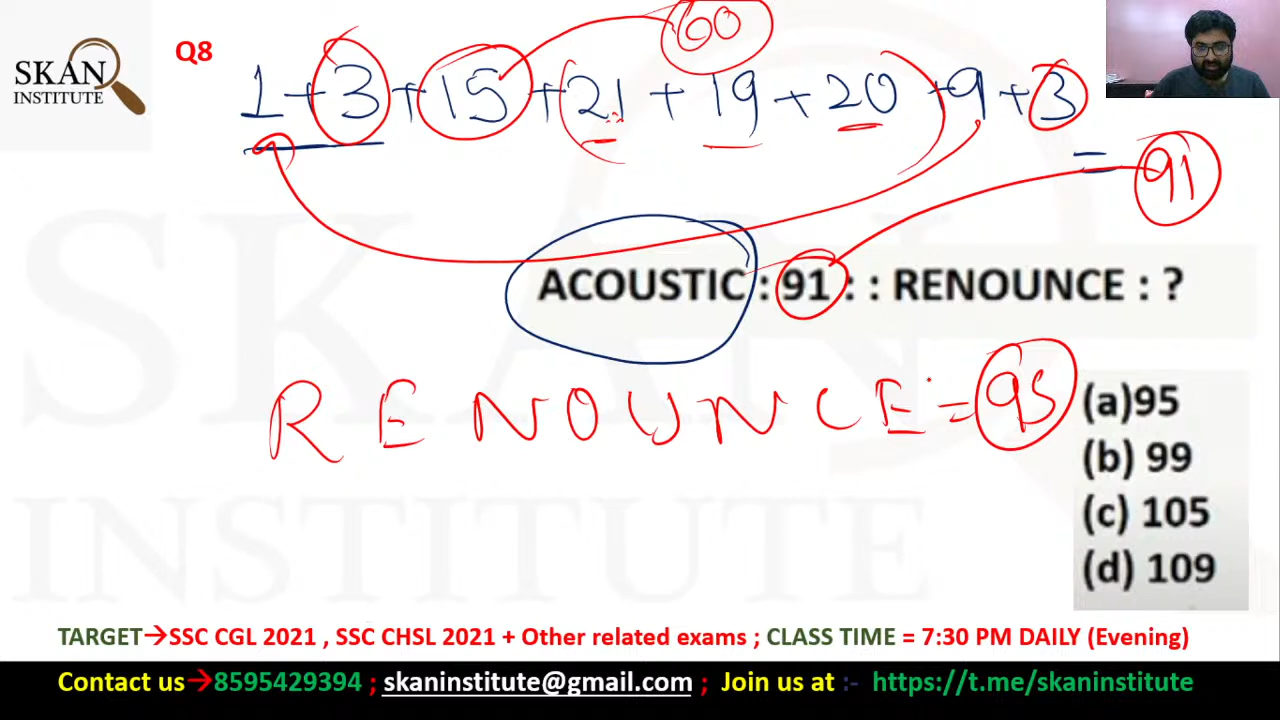 SKAN
INSTITUTE
Q8
60
1+3+15+21+19+20+9+3
= 91
ACOUSTIC : 91 : : RENOUNCE : ?
RENOUNCE = 95
(a)95
(b) 99
(c) 105
(d) 109
SKAN
INSTITUTE
TARGET→SSC CGL 2021 , SSC CHSL 2021 + Other related exams ; CLASS TIME = 7:30 PM DAILY (Evening)
Contact us→8595429394 ; skaninstitute@gmail.com ; Join us at :- https://t.me/skaninstitute